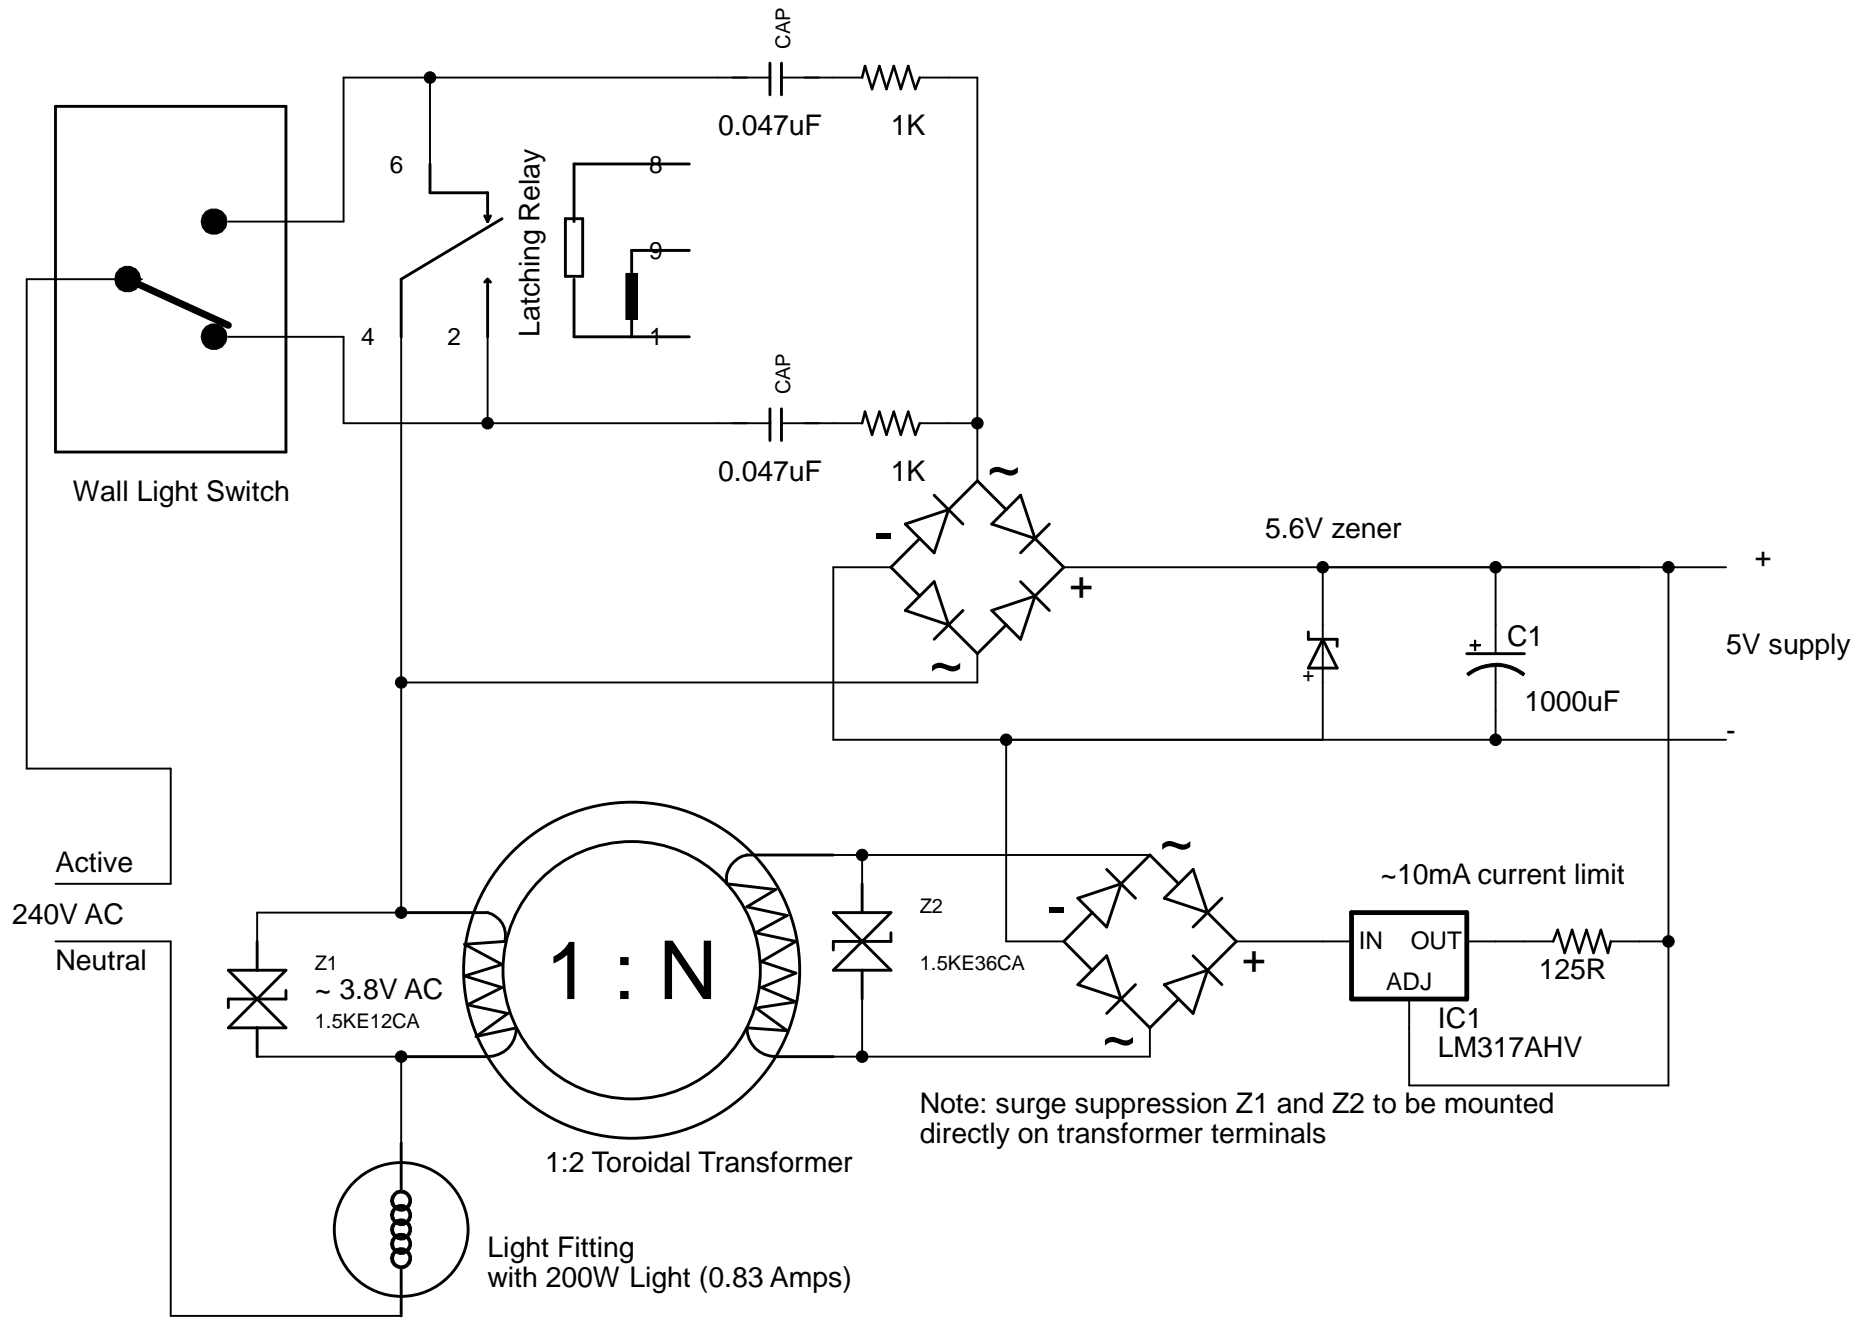 CAP
0.047uF
1K
6
8
9
4
2
1
Latching Relay
CAP
0.047uF
1K
Wall Light Switch
~
-
+
~
5.6V zener
+
5V supply
+
C1
+
1000uF
-
Active
240V AC
Neutral
Z1
~ 3.8V AC
1.5KE12CA
1 : N
Z2
1.5KE36CA
~
-
+
~
~10mA current limit
IN OUT
ADJ
125R
IC1
LM317AHV
Note: surge suppression Z1 and Z2 to be mounted
directly on transformer terminals
1:2 Toroidal Transformer
Light Fitting
with 200W Light (0.83 Amps)